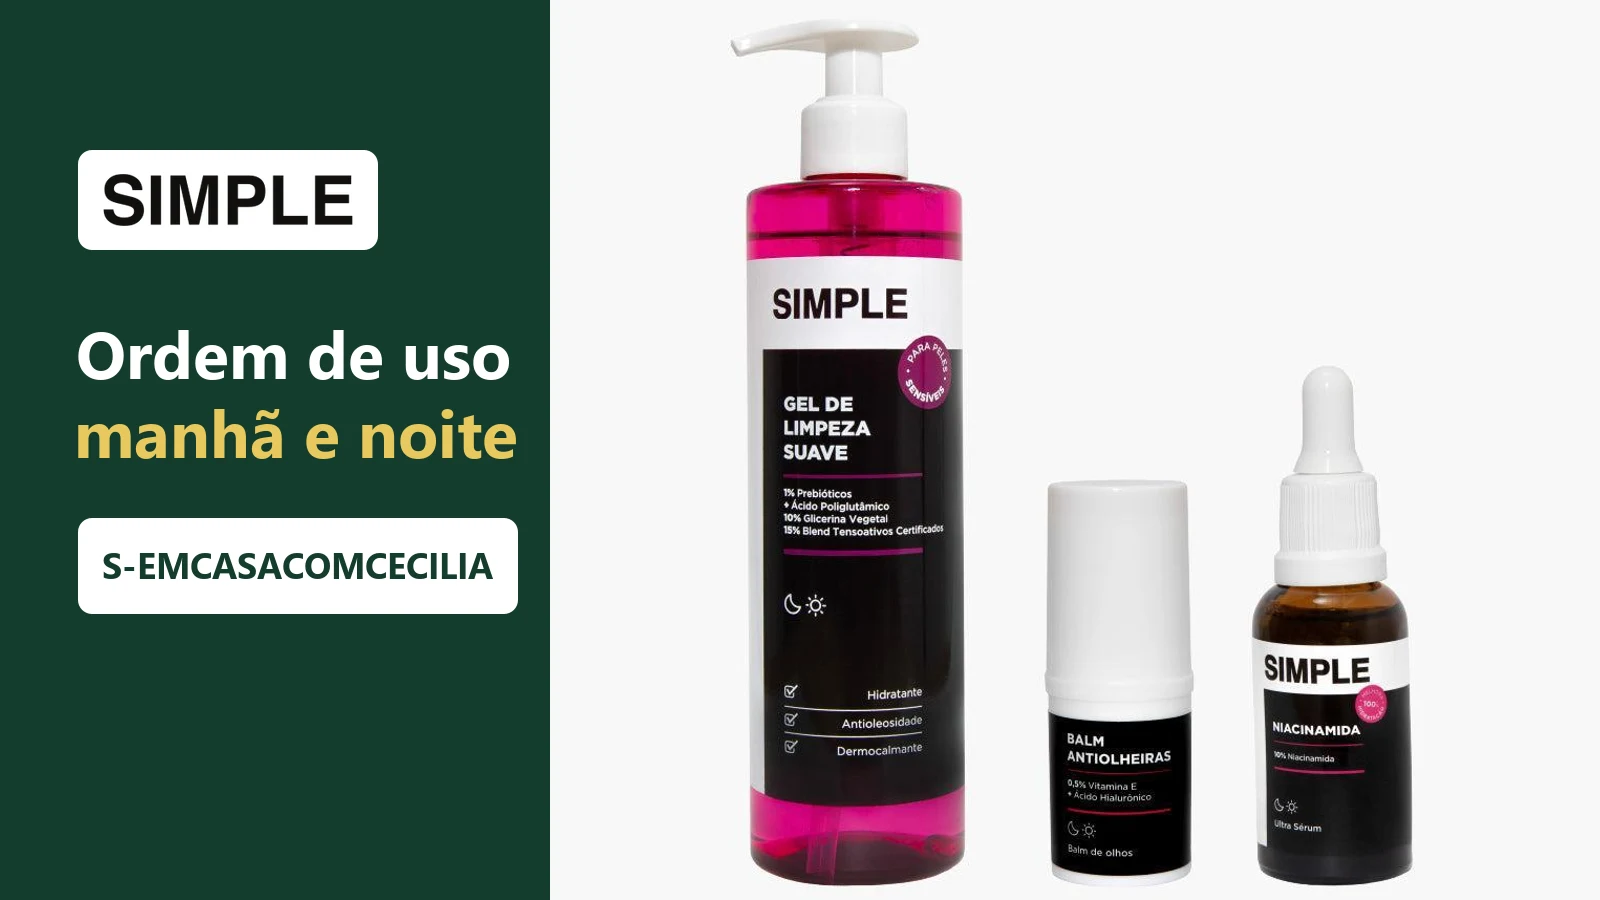 SIMPLE
Ordem de uso
manhã e noite
S-EMCASACOMCECILIA
SIMPLE
PARA PELES
SENSÍVEIS
GEL DE
LIMPEZA
SUAVE
1% Prebióticos
+ Ácido Poliglutâmico
10% Glicerina Vegetal
15% Blend Tensoativos Certificados
Hidratante
Antioleosidade
Dermocalmante
BALM
ANTIOLHEIRAS
0,5% Vitamina E
+ Ácido Hialurônico
Balm de olhos
SIMPLE
100%
HIDRATAÇÃO
NIACINAMIDA
10% Niacinamida
Ultra Sérum